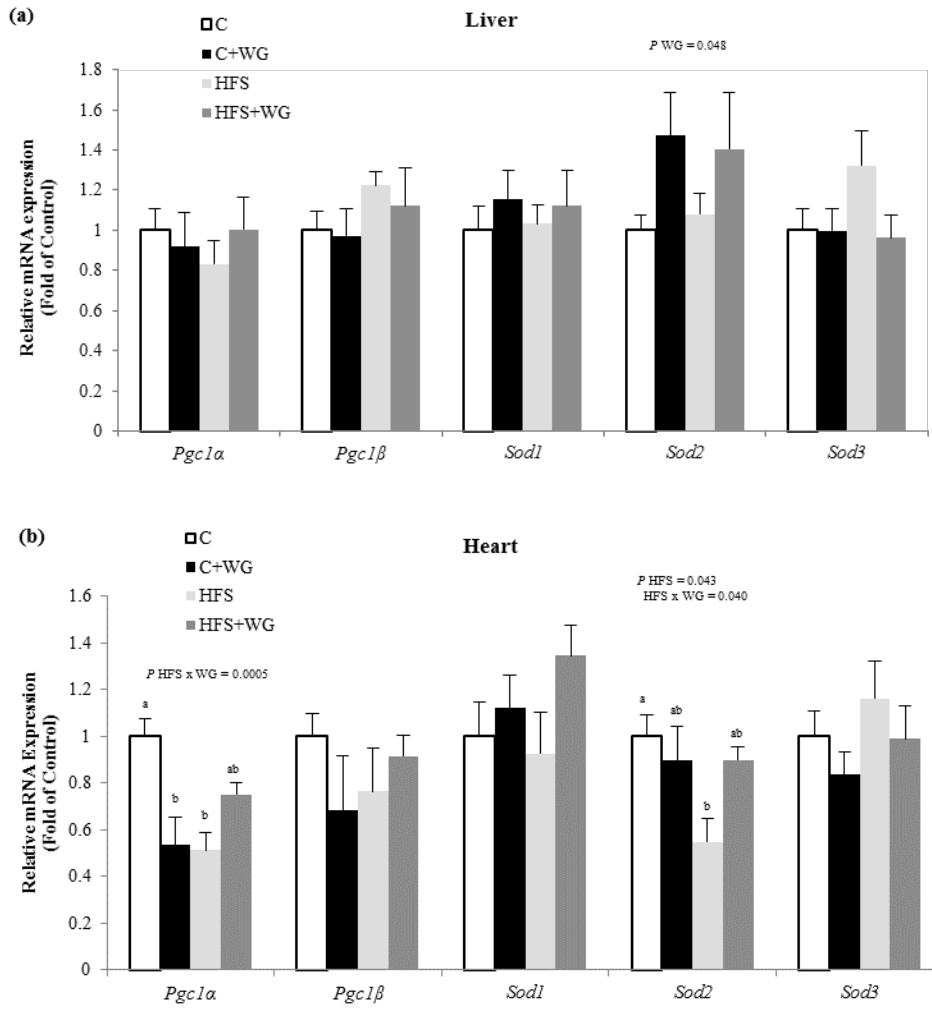 (a)
Liver
C
C+WG
HFS
HFS+WG
P WG = 0.048
Relative mRNA expression
(Fold of Control)
1.8
1.6
1.4
1.2
1
0.8
0.6
0.4
0.2
0
Pgc1α
Pgc1β
Sod1
Sod2
Sod3
(b)
Heart
C
C+WG
HFS
HFS+WG
P HFS = 0.043
HFS x WG = 0.040
P HFS x WG = 0.0005
Relative mRNA Expression
(Fold of Control)
1.6
1.4
1.2
1
0.8
0.6
0.4
0.2
0
a
b
b
ab
a
ab
b
ab
Pgc1α
Pgc1β
Sod1
Sod2
Sod3